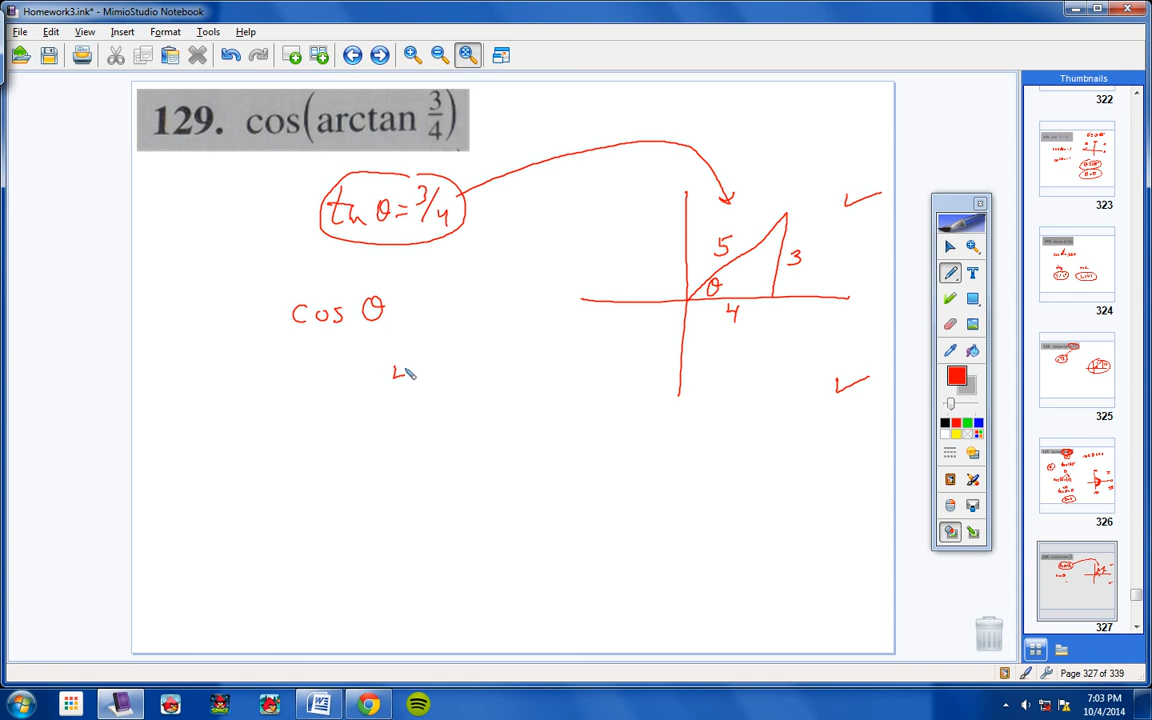 Homework3.ink* - MimioStudio Notebook
File Edit View Insert Format Tools Help
129. cos(arctan 3/4)
tn θ = 3/4
5
3
θ
4
cos θ
Thumbnails
322
323
324
325
326
327
Page 327 of 339
7:03 PM
10/4/2014